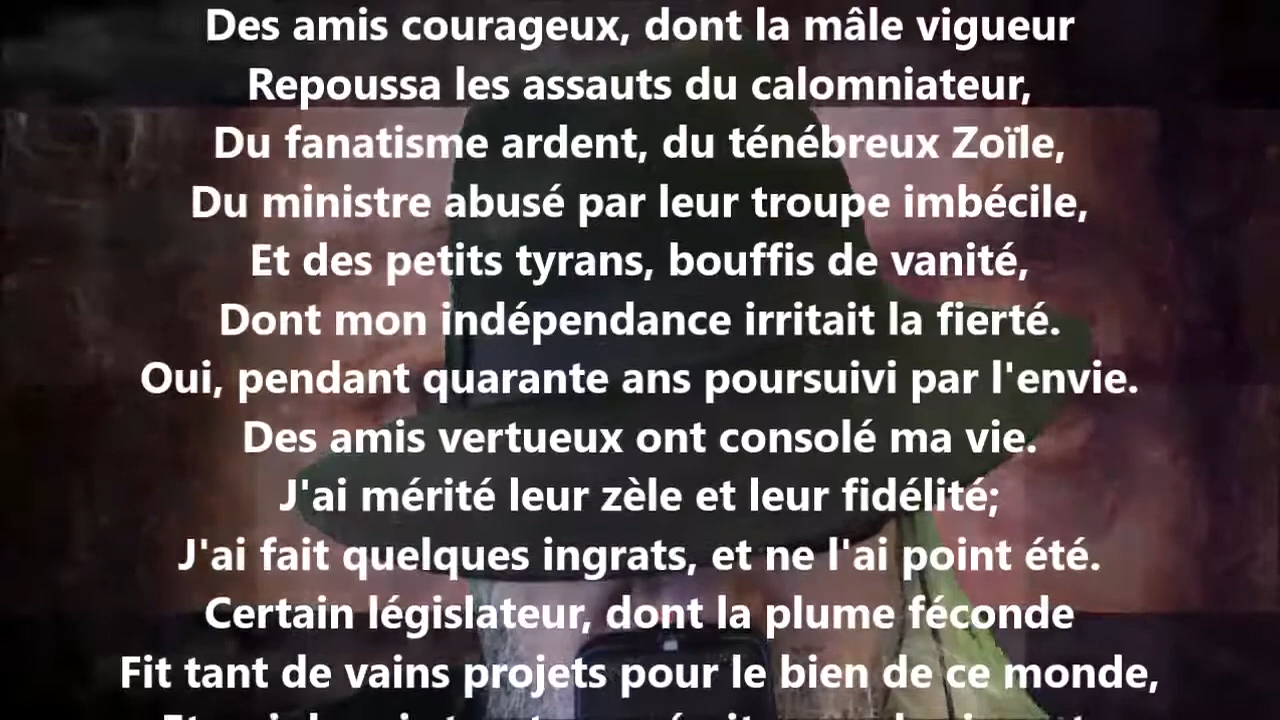 Des amis courageux, dont la mâle vigueur
Repoussa les assauts du calomniateur,
Du fanatisme ardent, du ténébreux Zoïle,
Du ministre abusé par leur troupe imbécile,
Et des petits tyrans, bouffis de vanité,
Dont mon indépendance irritait la fierté.
Oui, pendant quarante ans poursuivi par l'envie.
Des amis vertueux ont consolé ma vie.
J'ai mérité leur zèle et leur fidélité;
J'ai fait quelques ingrats, et ne l'ai point été.
Certain législateur, dont la plume féconde
Fit tant de vains projets pour le bien de ce monde,